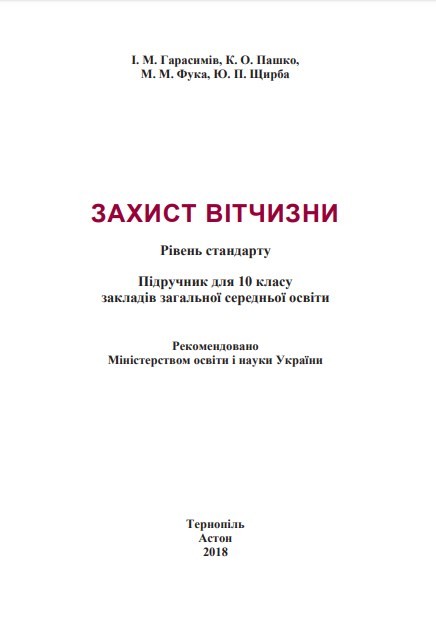 І. М. Гарасимів, К. О. Пашко,
М. М. Фука, Ю. П. Щирба
ЗАХИСТ ВІТЧИЗНИ
Рівень стандарту
Підручник для 10 класу
закладів загальної середньої освіти
Рекомендовано
Міністерством освіти і науки України
Тернопіль
Астон
2018